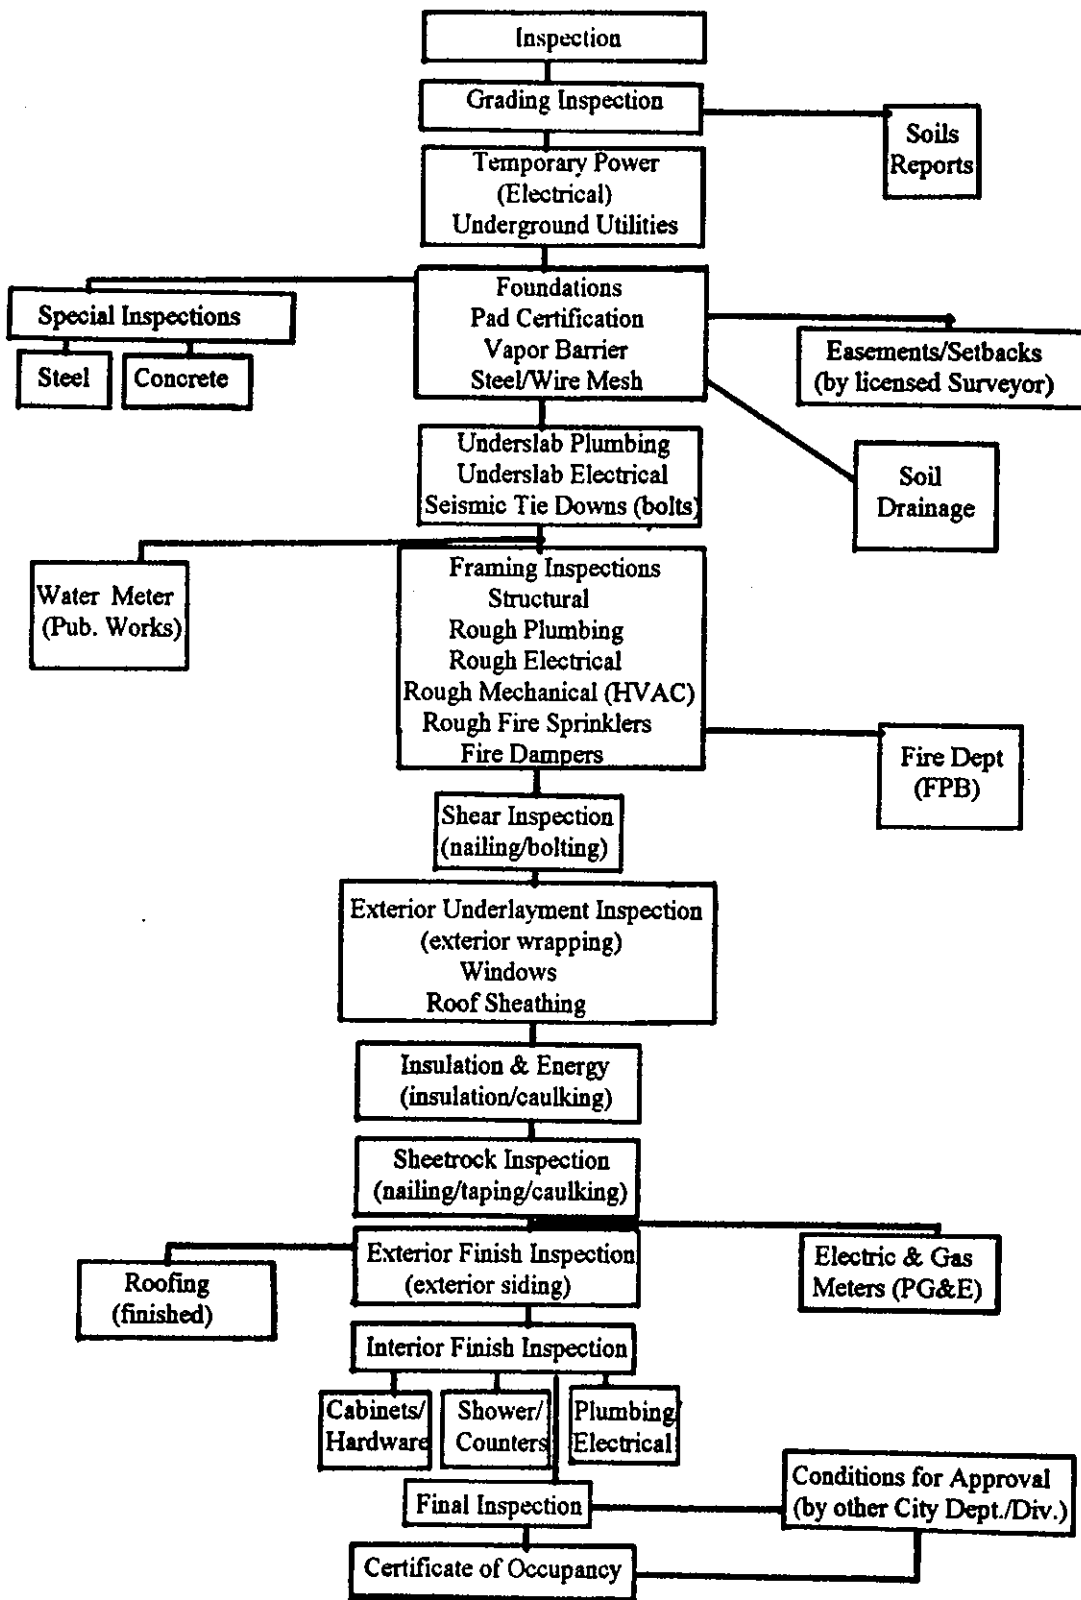 Inspection
Grading Inspection
Soils
Reports
Temporary Power
(Electrical)
Underground Utilities
Foundations
Pad Certification
Vapor Barrier
Steel/Wire Mesh
Special Inspections
Steel
Concrete
Easements/Setbacks
(by licensed Surveyor)
Underslab Plumbing
Underslab Electrical
Seismic Tie Downs (bolts)
Soil
Drainage
Water Meter
(Pub. Works)
Framing Inspections
Structural
Rough Plumbing
Rough Electrical
Rough Mechanical (HVAC)
Rough Fire Sprinklers
Fire Dampers
Fire Dept
(FPB)
Shear Inspection
(nailing/bolting)
Exterior Underlayment Inspection
(exterior wrapping)
Windows
Roof Sheathing
Insulation & Energy
(insulation/caulking)
Sheetrock Inspection
(nailing/taping/caulking)
Exterior Finish Inspection
(exterior siding)
Roofing
(finished)
Electric & Gas
Meters (PG&E)
Interior Finish Inspection
Cabinets/
Hardware
Shower/
Counters
Plumbing/
Electrical
Final Inspection
Conditions for Approval
(by other City Dept./Div.)
Certificate of Occupancy